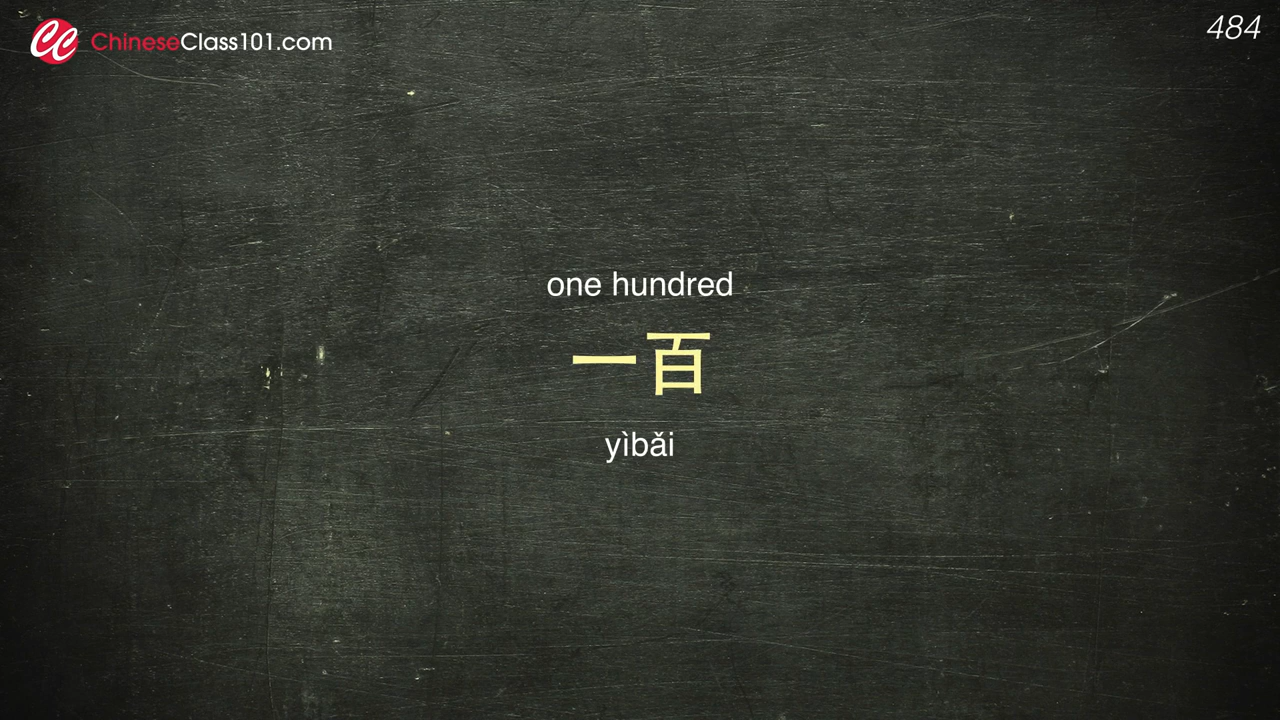 ChineseClass101.com
484
one hundred
一百
yìbǎi